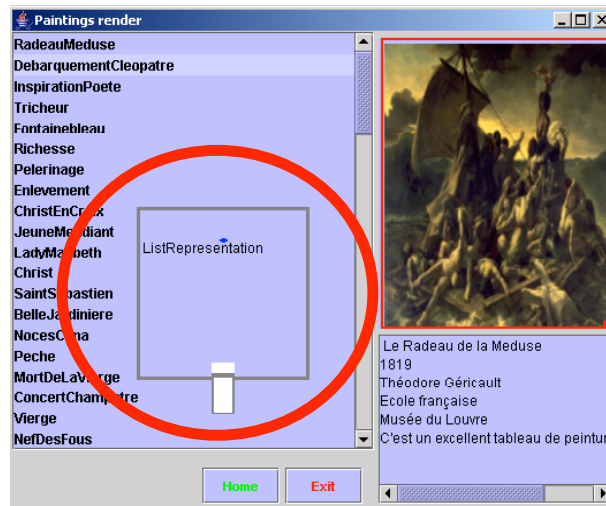 Paintings render
RadeauMeduse
DebarquementCleopatre
InspirationPoete
Tricheur
Fontainebleau
Richesse
Pelerinage
Enlevement
ChristEnCroix
JeuneMendiant
LadyMacbeth
Christ
SaintSebastien
BelleJardiniere
NocesCana
Peche
MortDeLaVierge
ConcertChampetre
Vierge
NefDesFous
ListRepresentation
Home
Exit
Le Radeau de la Meduse
1819
Théodore Géricault
Ecole française
Musée du Louvre
C'est un excellent tableau de peintur